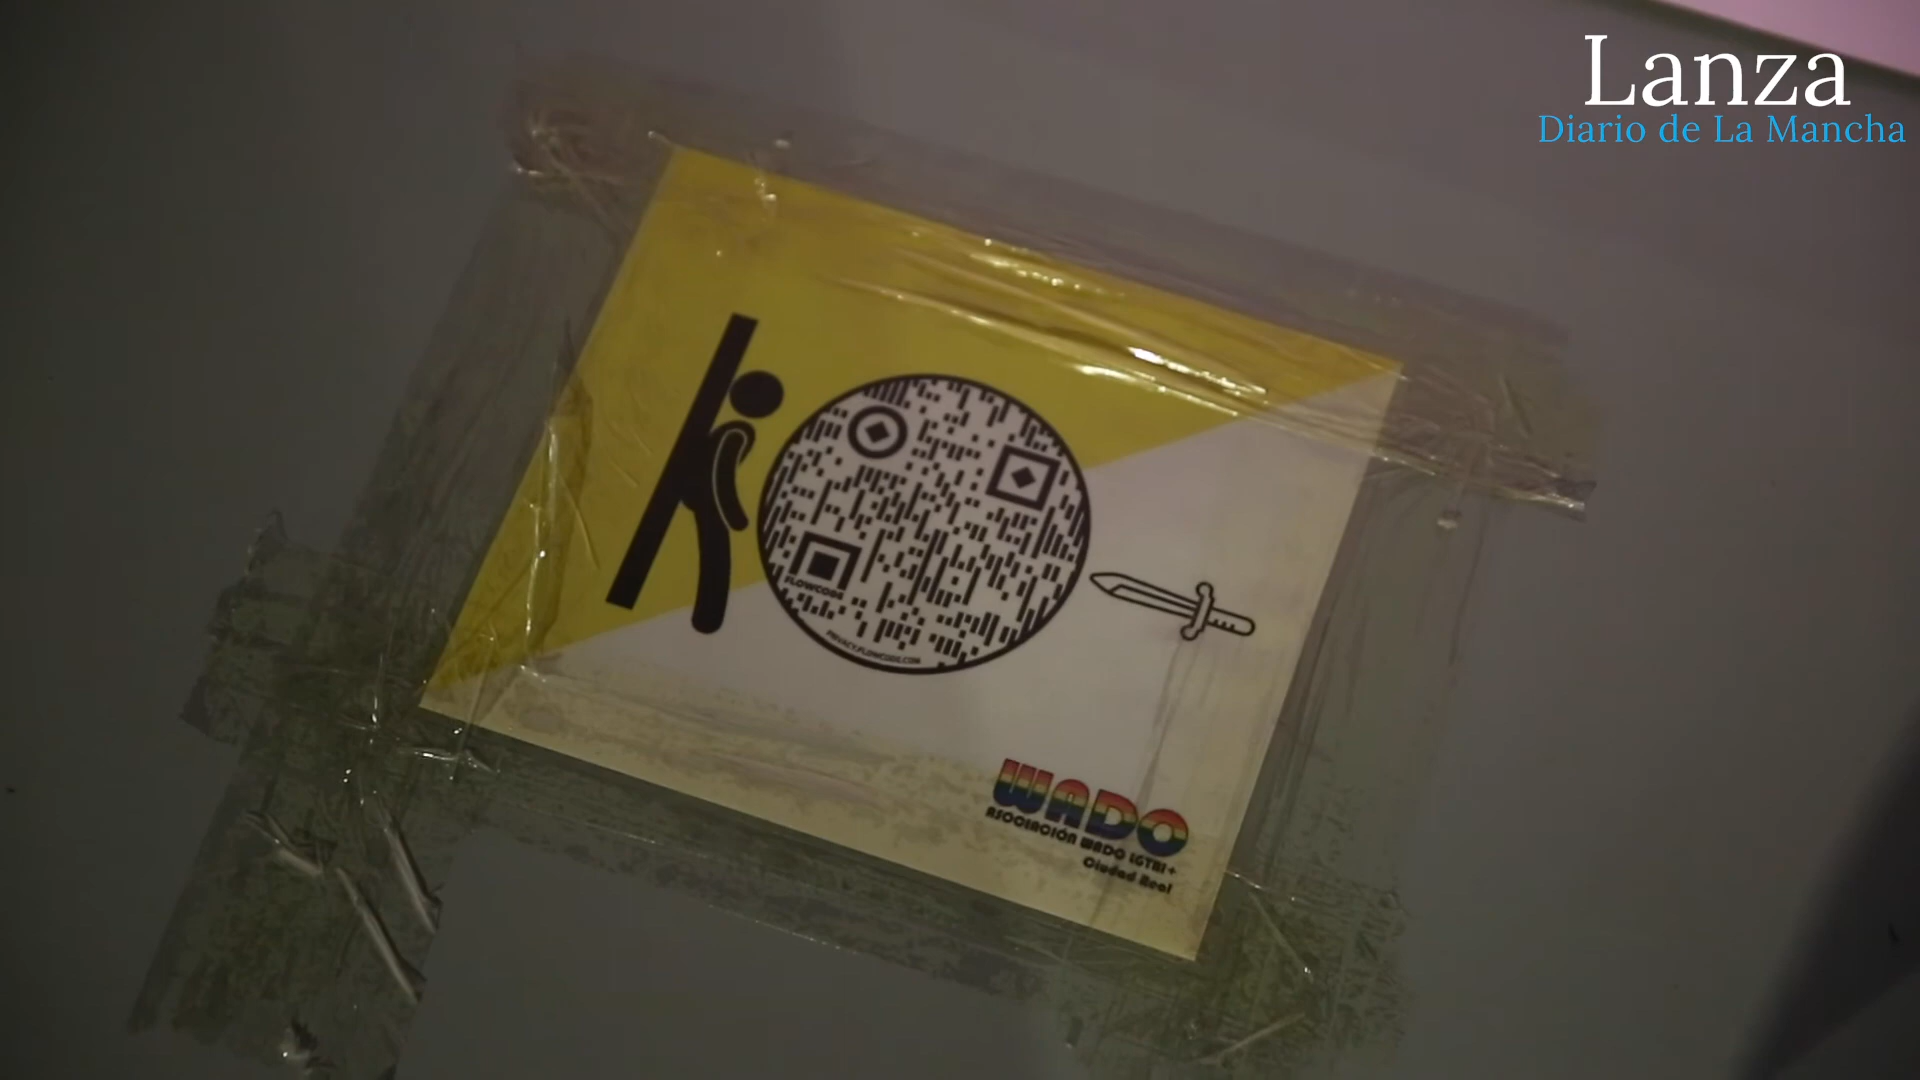 Lanza
Diario de La Mancha
FLOWCODE
PRIVACY.FLOWCODE.COM
WADO
ASOCIACIÓN WADO LGTBI+
Ciudad Real